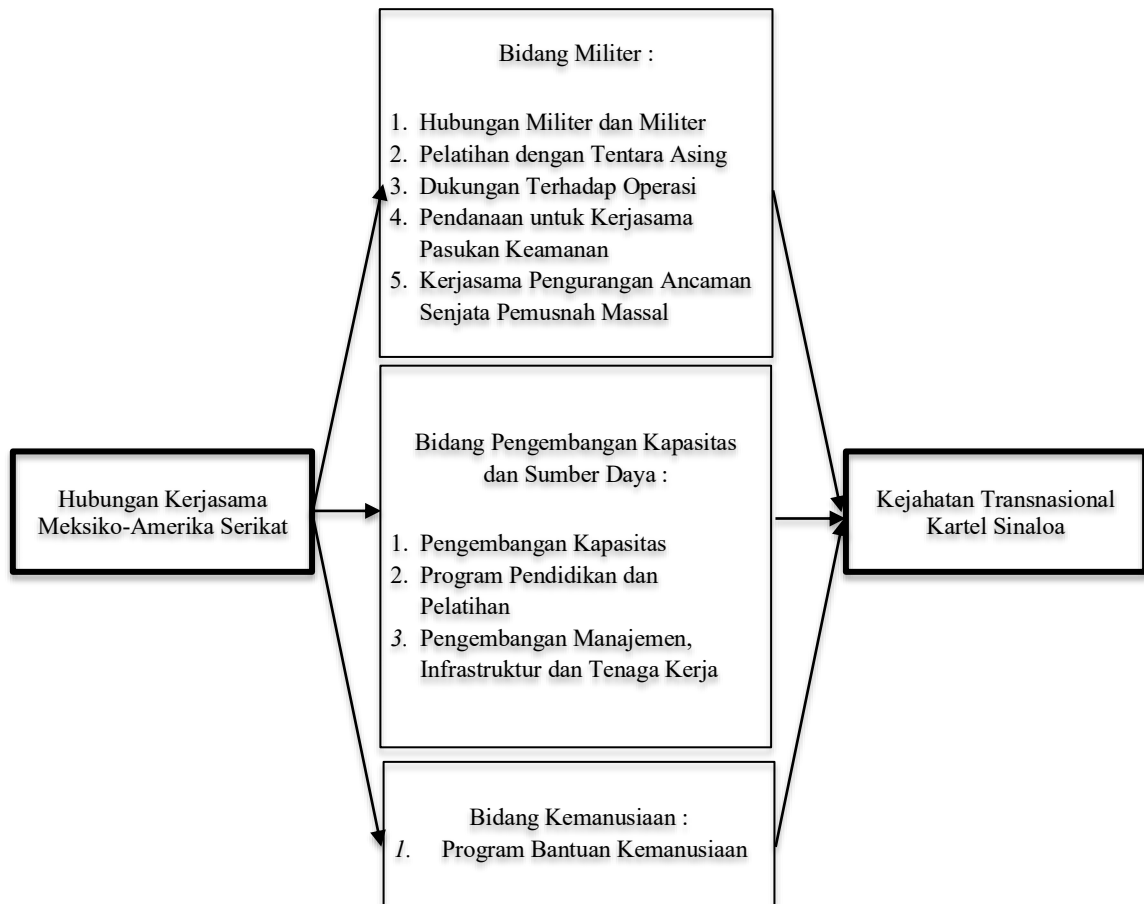 Hubungan Kerjasama
Meksiko-Amerika Serikat
Bidang Militer :
1. Hubungan Militer dan Militer
2. Pelatihan dengan Tentara Asing
3. Dukungan Terhadap Operasi
4. Pendanaan untuk Kerjasama
Pasukan Keamanan
5. Kerjasama Pengurangan Ancaman
Senjata Pemusnah Massal
Bidang Pengembangan Kapasitas
dan Sumber Daya :
1. Pengembangan Kapasitas
2. Program Pendidikan dan
Pelatihan
3. Pengembangan Manajemen,
Infrastruktur dan Tenaga Kerja
Bidang Kemanusiaan :
1. Program Bantuan Kemanusiaan
Kejahatan Transnasional
Kartel Sinaloa